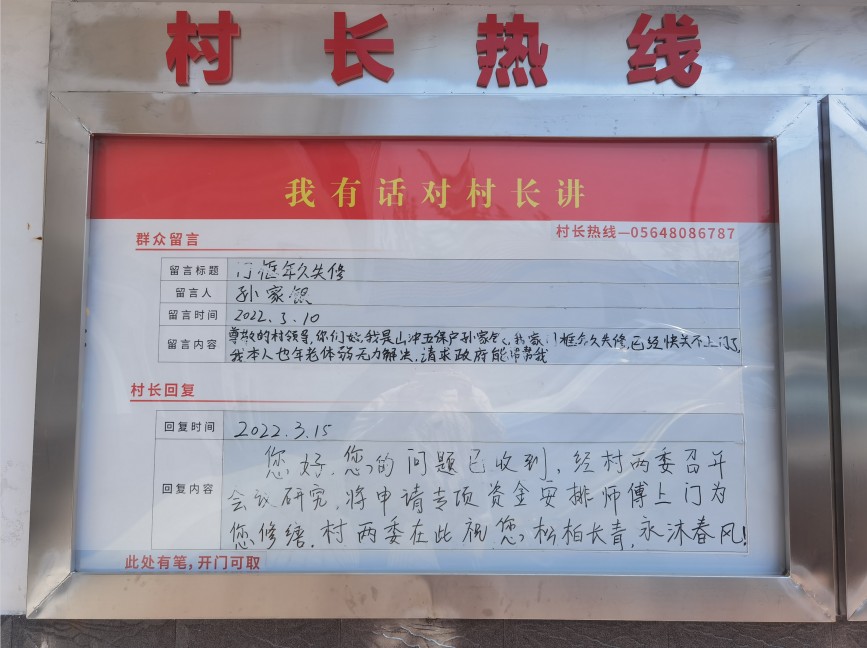 村长热线
我有话对村长讲
村长热线—05648086787
群众留言
留言标题 门框年久失修
留言人 孙家银
留言时间 2022.3.10
留言内容 尊敬的村领导,你们好,我是山冲五保户孙家银,我家门框年久失修,已经快关不上门了
我本人也年老体弱无力解决,请求政府能帮帮我
村长回复
回复时间 2022.3.15
回复内容 您好,您的问题已收到,经村两委召开
会议研究,将申请专项资金安排师傅上门为
您修缮,村两委在此祝您松柏长青,永沐春风!
此处有笔,开门可取